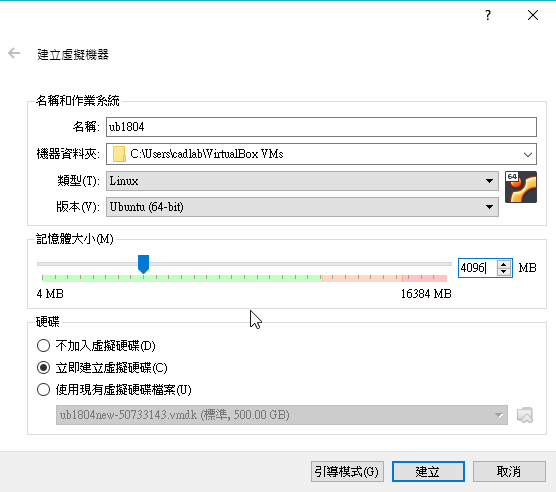 ?
建立虛擬機器
名稱和作業系統
名稱: ub1804
機器資料夾: C:\Users\cadlab\VirtualBox VMs
類型(T): Linux
64
版本(V): Ubuntu (64-bit)
記憶體大小(M)
4096 MB
4 MB 16384 MB
硬碟
不加入虛擬硬碟(D)
立即建立虛擬硬碟(C)
使用現有虛擬硬碟檔案(U)
ub1804new-50733143.vmdk (標準, 500.00 GB)
引導模式(G) 建立 取消